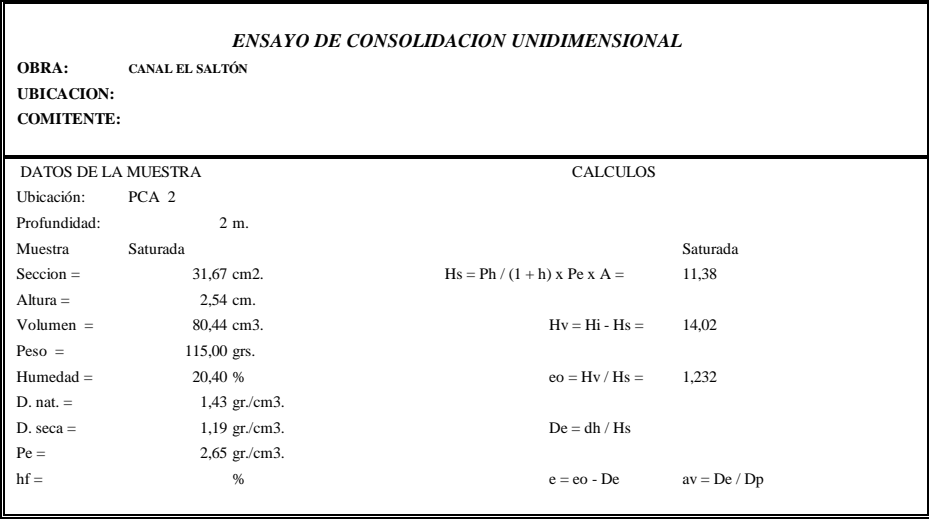 ENSAYO DE CONSOLIDACION UNIDIMENSIONAL
OBRA: CANAL EL SALTÓN
UBICACION:
COMITENTE:
DATOS DE LA MUESTRA CALCULOS
Ubicación: PCA 2
Profundidad: 2 m.
Muestra Saturada Saturada
Seccion = 31,67 cm2. Hs = Ph / (1 + h) x Pe x A = 11,38
Altura = 2,54 cm.
Volumen = 80,44 cm3. Hv = Hi - Hs = 14,02
Peso = 115,00 grs.
Humedad = 20,40 % eo = Hv / Hs = 1,232
D. nat. = 1,43 gr./cm3.
D. seca = 1,19 gr./cm3. De = dh / Hs
Pe = 2,65 gr./cm3.
hf = % e = eo - De av = De / Dp